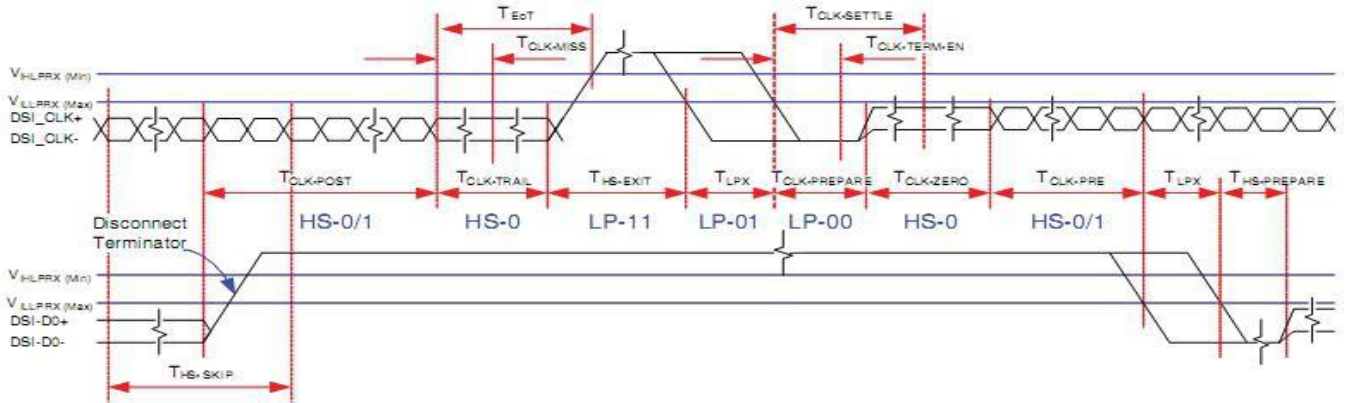 TEoT
TCLK-SETTLE
TCLK-MISS
TCLK-TERM-EN
VIHLPRX (Min)
VILLPRX (Max)
DSI_CLK+
DSI_CLK-
TCLK-POST
TCLK-TRAIL
THS-EXIT
TLPX
TCLK-PREPARE
TCLK-ZERO
TCLK-PRE
TLPX
THS-PREPARE
HS-0/1
HS-0
LP-11
LP-01
LP-00
HS-0
HS-0/1
Disconnect
Terminator
VIHLPRX (Min)
VILLPRX (Max)
DSI-D0+
DSI-D0-
THS-SKIP